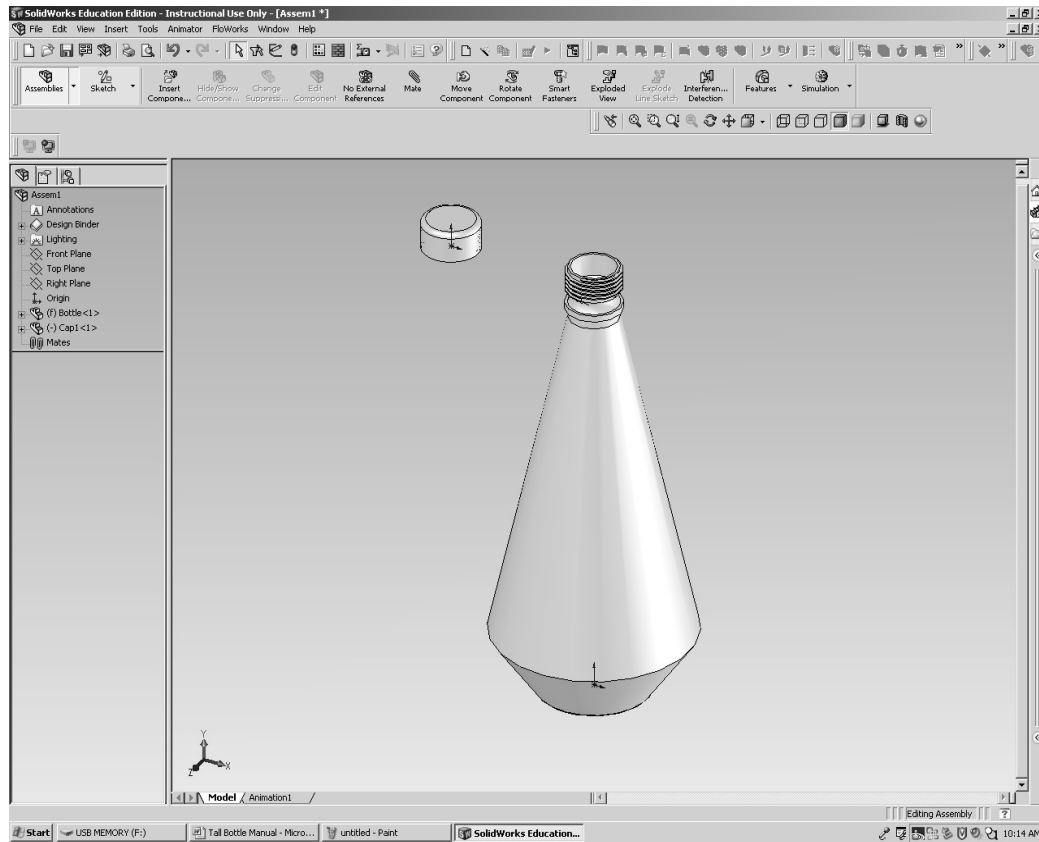 SolidWorks Education Edition - Instructional Use Only - [Assem1 *]
File Edit View Insert Tools Animator FloWorks Window Help
Assemblies Sketch Insert Compone... Hide/Show Compone... Change Suppressi... Edit Component No External References Mate Move Component Rotate Component Smart Fasteners Exploded View Explode Line Sketch Interferen... Detection Features Simulation
Assem1
A Annotations
Design Binder
Lighting
Front Plane
Top Plane
Right Plane
Origin
(f) Bottle<1>
(-) Cap1<1>
Mates
Y
Z X
Model Animation1
Editing Assembly ?
Start USB MEMORY (F:) Tall Bottle Manual - Micro... untitled - Paint SolidWorks Education... 10:14 AM